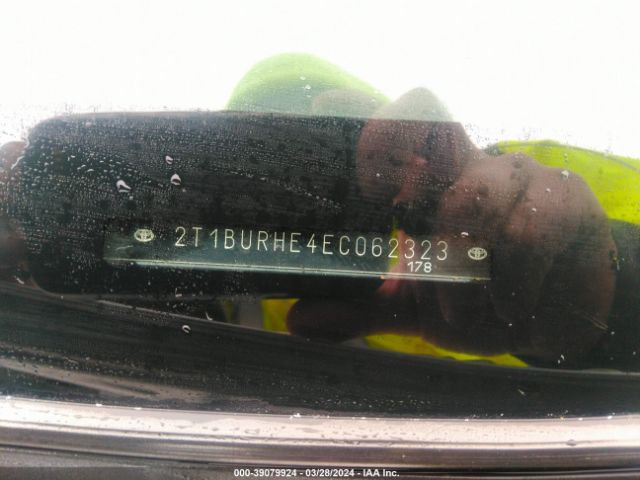 2T1BURHE4EC062323
178
000-39079924 - 03/28/2024 - IAA Inc.